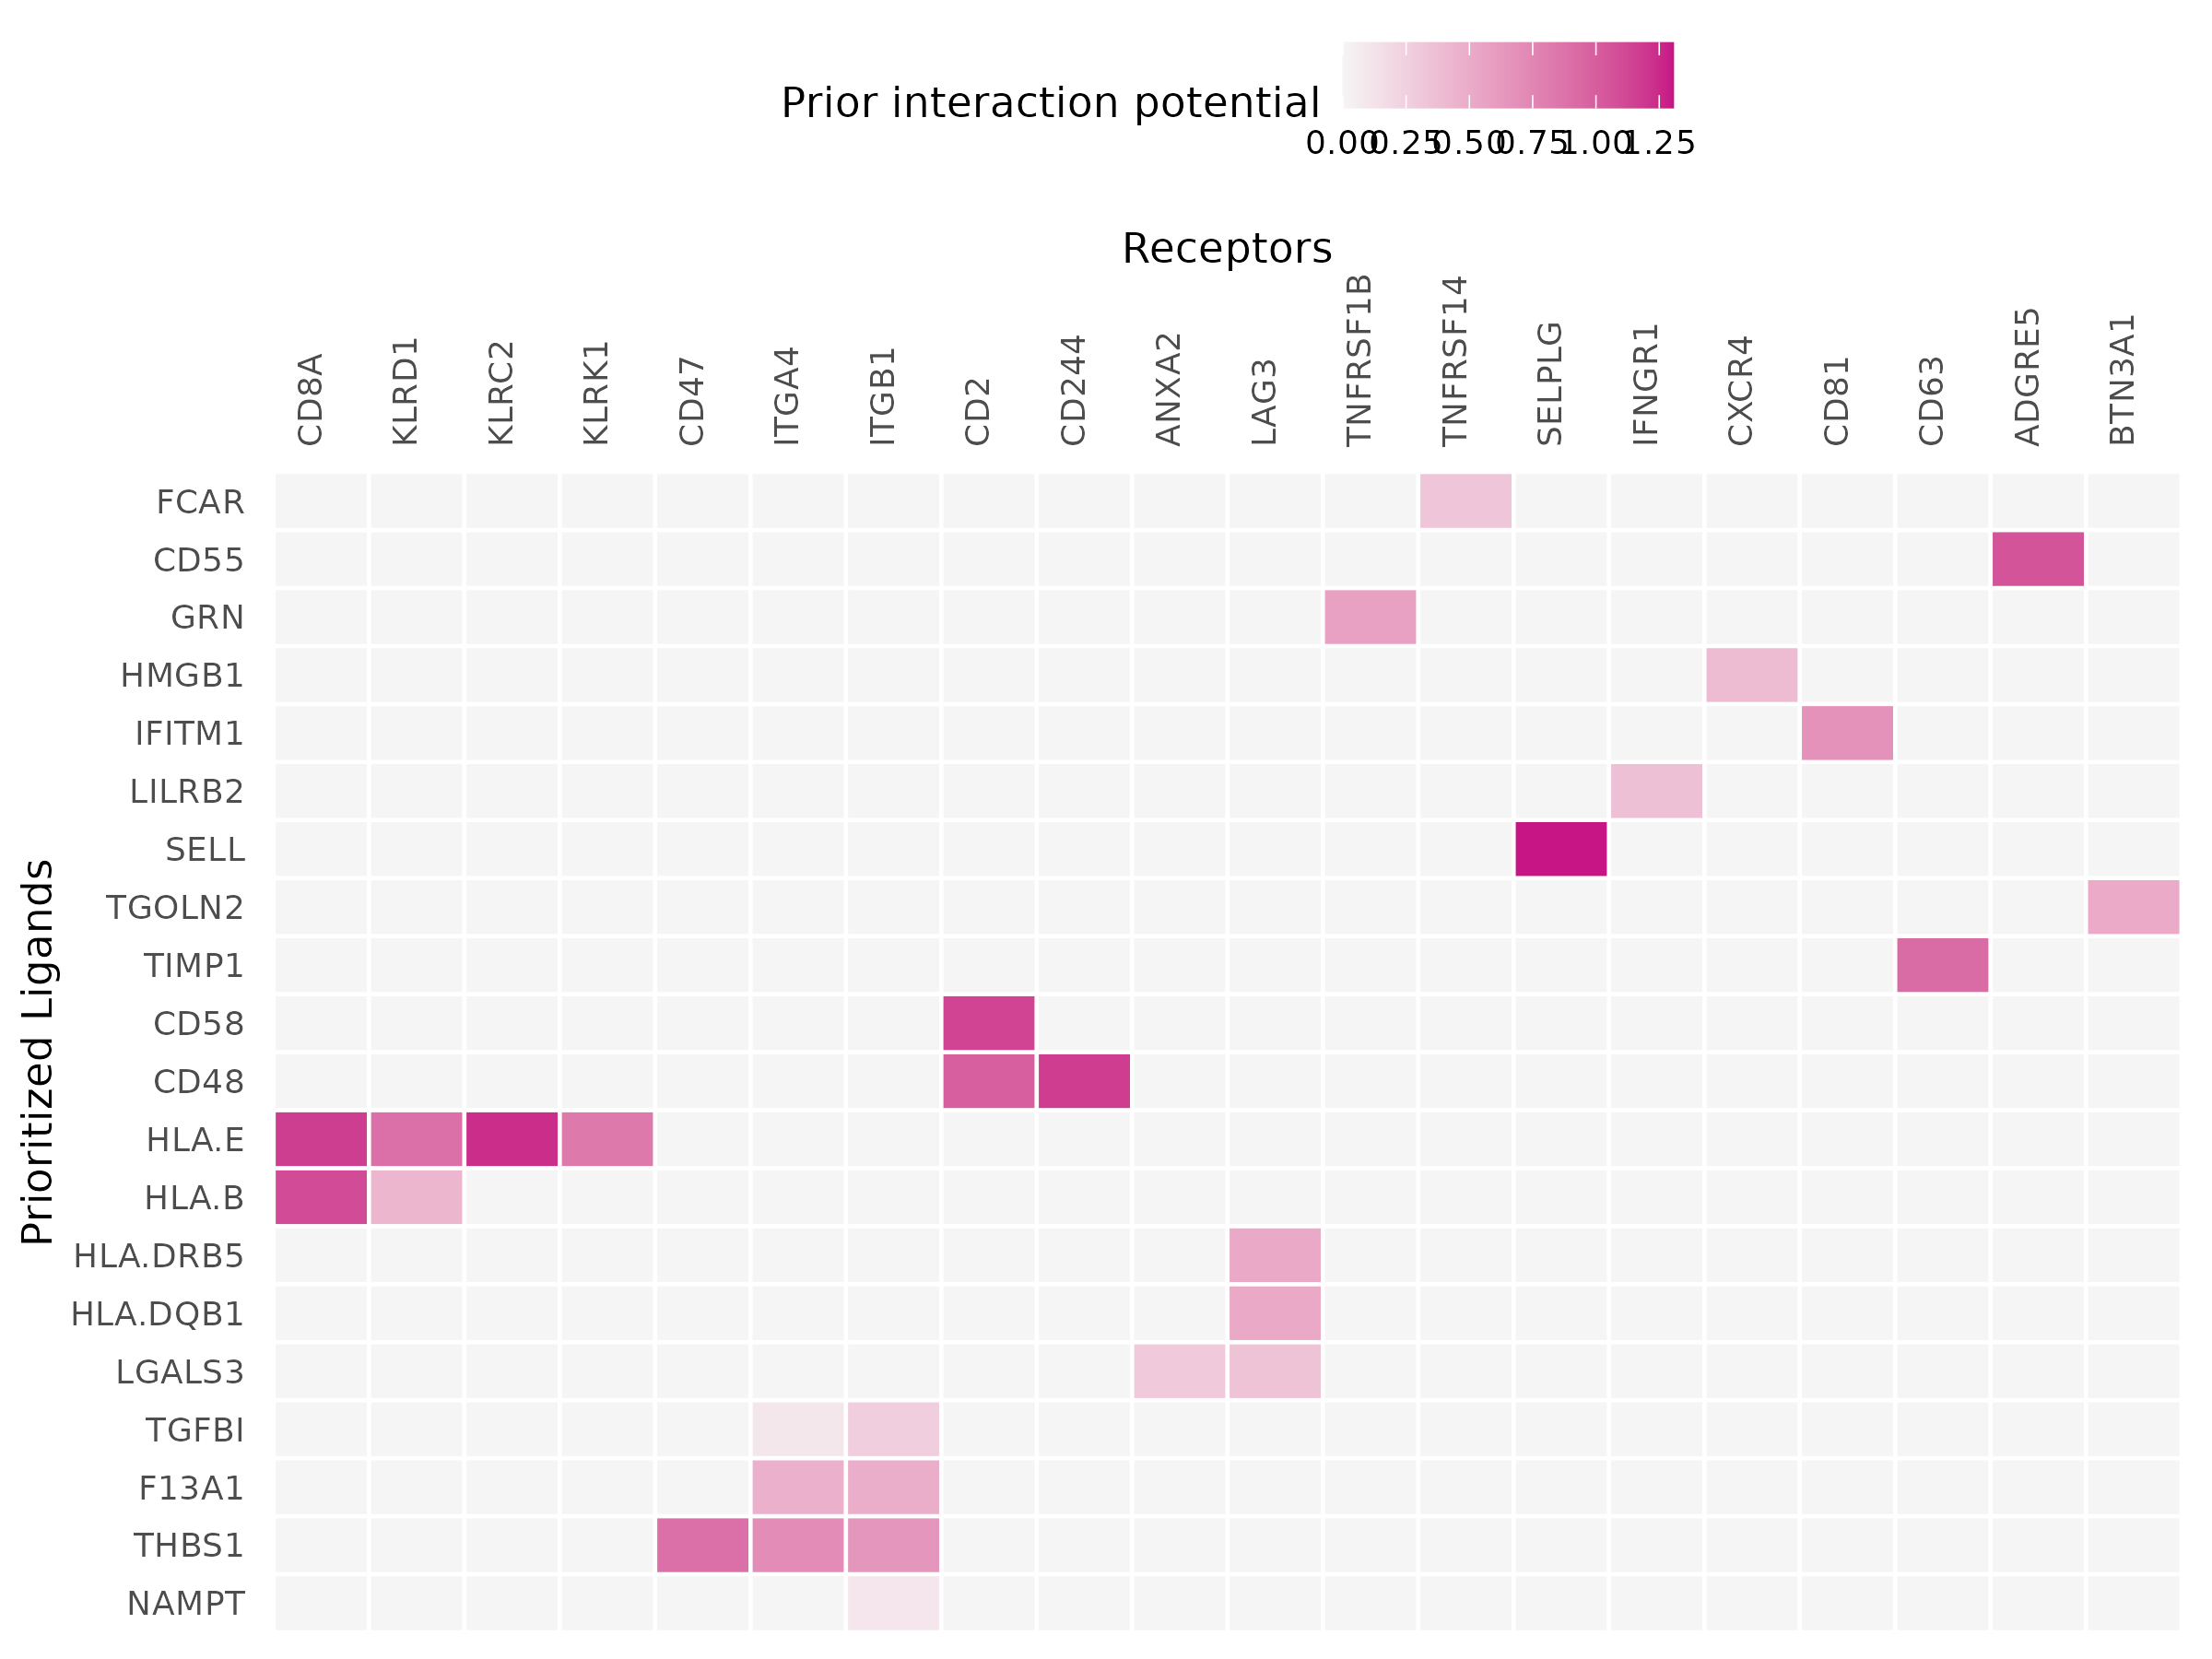 Prior interaction potential
0.00 0.25 0.50 0.75 1.00 1.25
Receptors
CD8A
KLRD1
KLRC2
KLRK1
CD47
ITGA4
ITGB1
CD2
CD244
ANXA2
LAG3
TNFRSF1B
TNFRSF14
SELPLG
IFNGR1
CXCR4
CD81
CD63
ADGRE5
BTN3A1
Prioritized Ligands
FCAR
CD55
GRN
HMGB1
IFITM1
LILRB2
SELL
TGOLN2
TIMP1
CD58
CD48
HLA.E
HLA.B
HLA.DRB5
HLA.DQB1
LGALS3
TGFBI
F13A1
THBS1
NAMPT